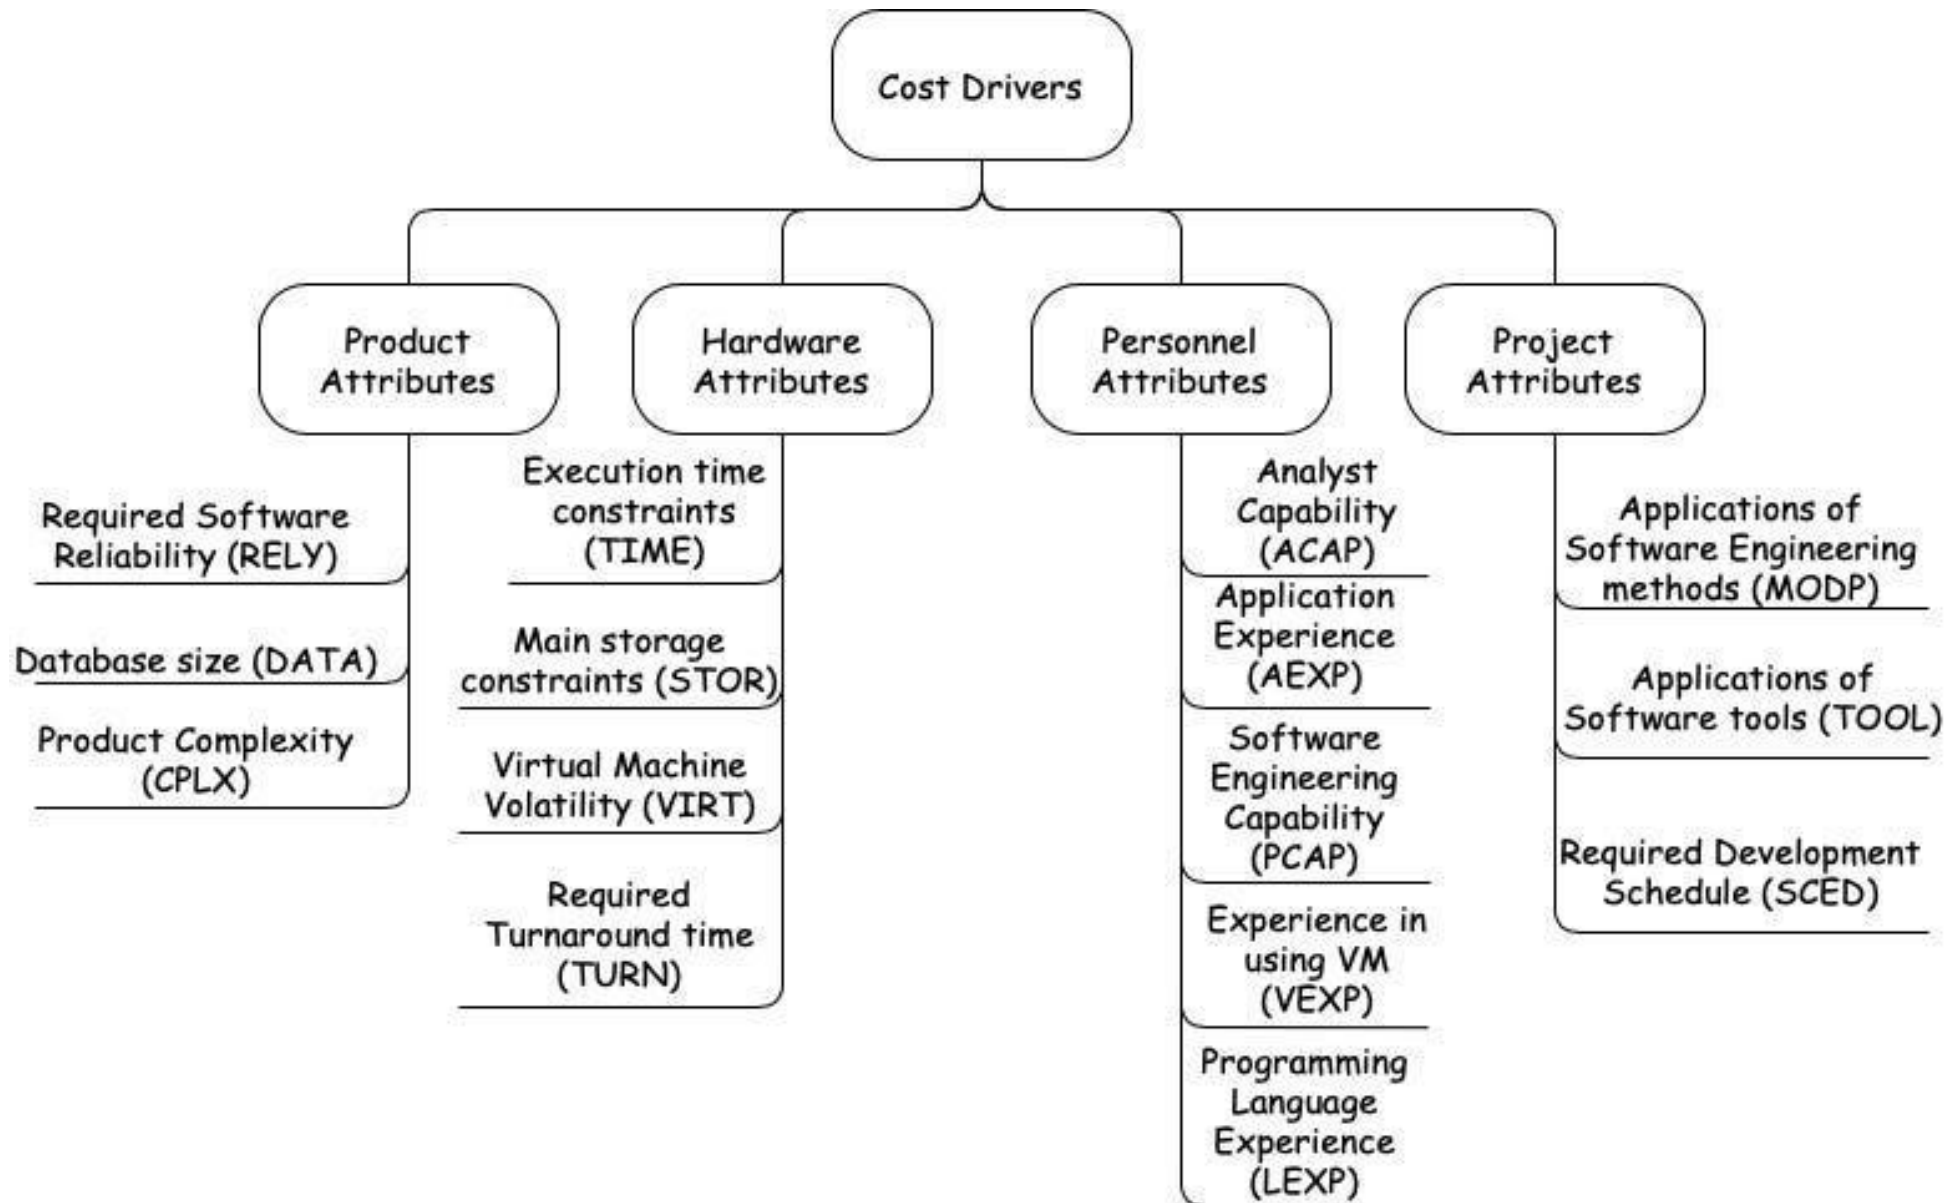 Cost Drivers
Product
Attributes
Required Software
Reliability (RELY)
Database size (DATA)
Product Complexity
(CPLX)
Hardware
Attributes
Execution time
constraints
(TIME)
Main storage
constraints (STOR)
Virtual Machine
Volatility (VIRT)
Required
Turnaround time
(TURN)
Personnel
Attributes
Analyst
Capability
(ACAP)
Application
Experience
(AEXP)
Software
Engineering
Capability
(PCAP)
Experience in
using VM
(VEXP)
Programming
Language
Experience
(LEXP)
Project
Attributes
Applications of
Software Engineering
methods (MODP)
Applications of
Software tools (TOOL)
Required Development
Schedule (SCED)